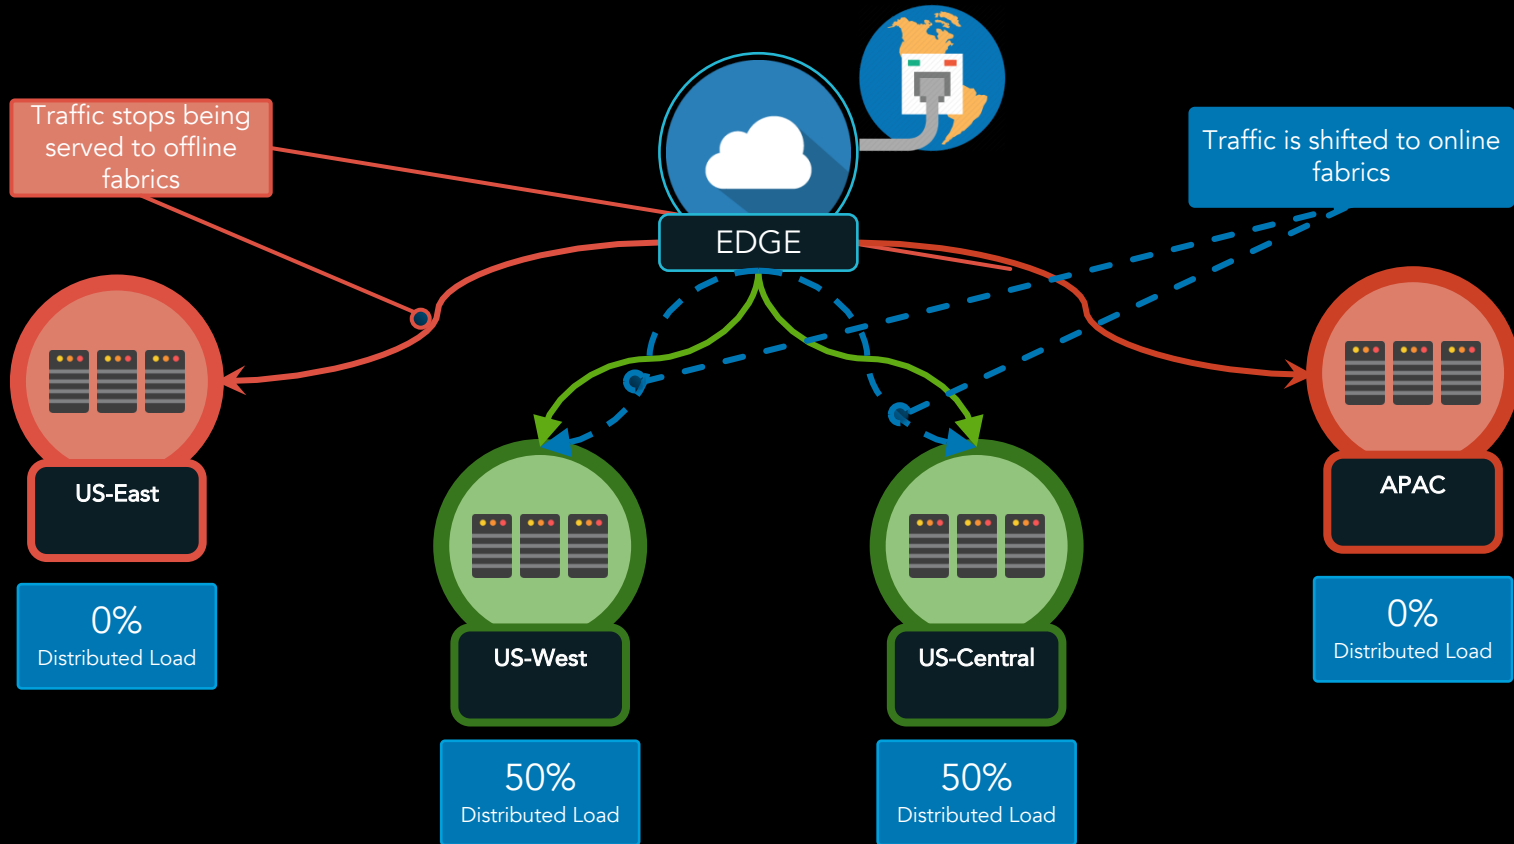 Traffic stops being
served to offline
fabrics
EDGE
Traffic is shifted to online
fabrics
US-East
0%
Distributed Load
US-West
50%
Distributed Load
US-Central
50%
Distributed Load
APAC
0%
Distributed Load